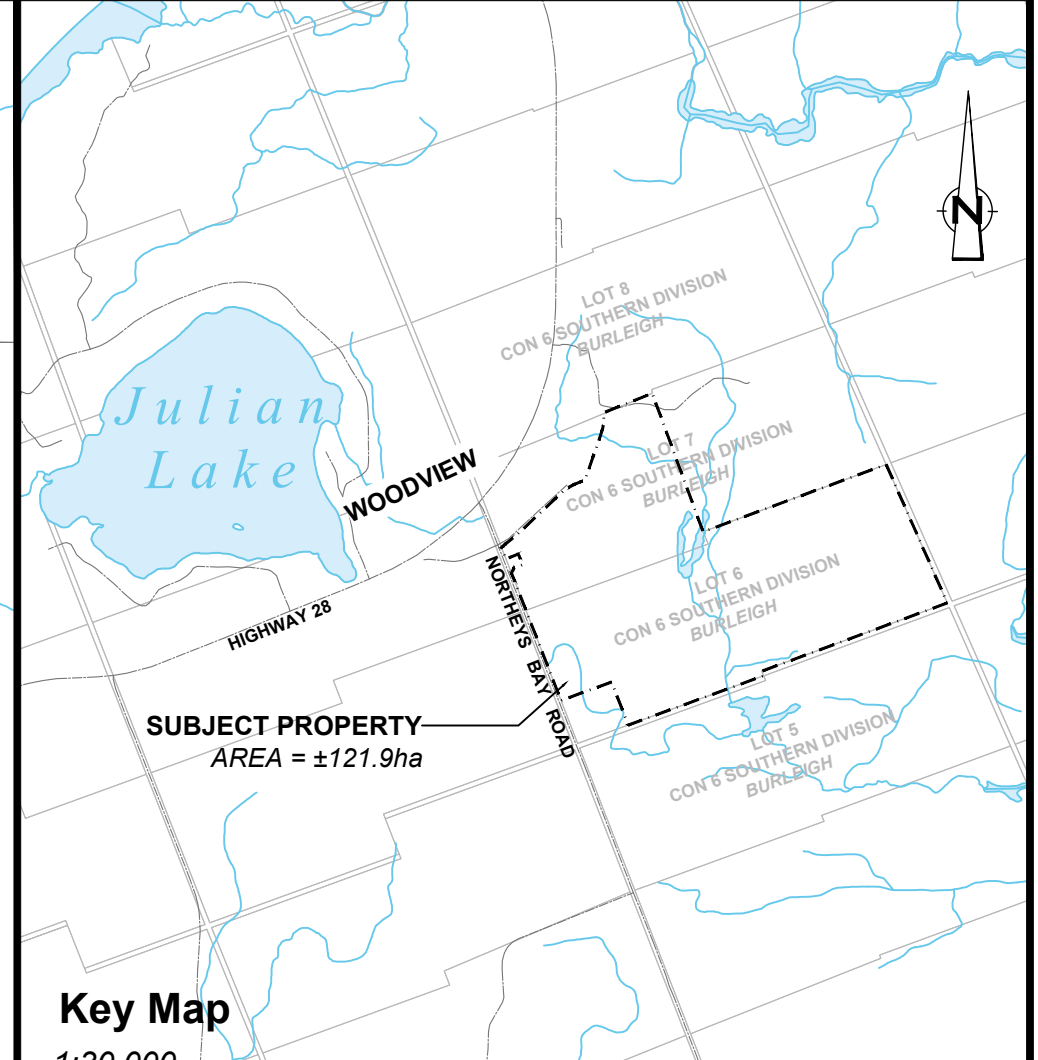 N
LOT 8
CON 6 SOUTHERN DIVISION
BURLEIGH
Julian
Lake
WOODVIEW
LOT 7
CON 6 SOUTHERN DIVISION
BURLEIGH
NORTHEYS BAY ROAD
LOT 6
CON 6 SOUTHERN DIVISION
BURLEIGH
HIGHWAY 28
SUBJECT PROPERTY
AREA = ±121.9ha
LOT 5
CON 6 SOUTHERN DIVISION
BURLEIGH
Key Map